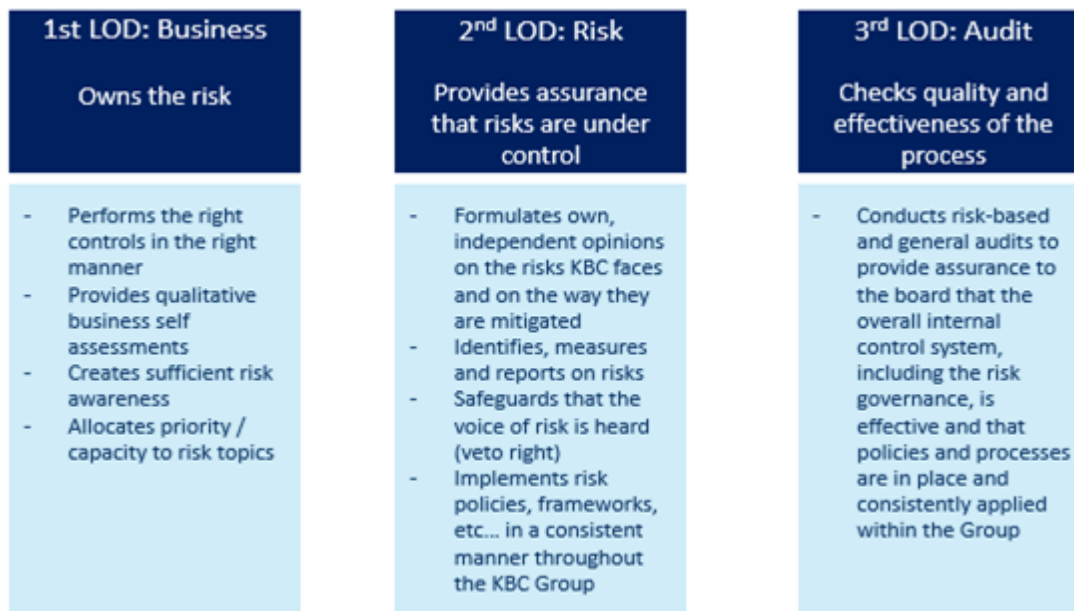 1st LOD: Business
Owns the risk
- Performs the right
controls in the right
manner
- Provides qualitative
business self
assessments
- Creates sufficient risk
awareness
- Allocates priority /
capacity to risk topics
2nd LOD: Risk
Provides assurance
that risks are under
control
- Formulates own,
independent opinions
on the risks KBC faces
and on the way they
are mitigated
- Identifies, measures
and reports on risks
- Safeguards that the
voice of risk is heard
(veto right)
- Implements risk
policies, frameworks,
etc... in a consistent
manner throughout
the KBC Group
3rd LOD: Audit
Checks quality and
effectiveness of the
process
- Conducts risk-based
and general audits to
provide assurance to
the board that the
overall internal
control system,
including the risk
governance, is
effective and that
policies and processes
are in place and
consistently applied
within the Group